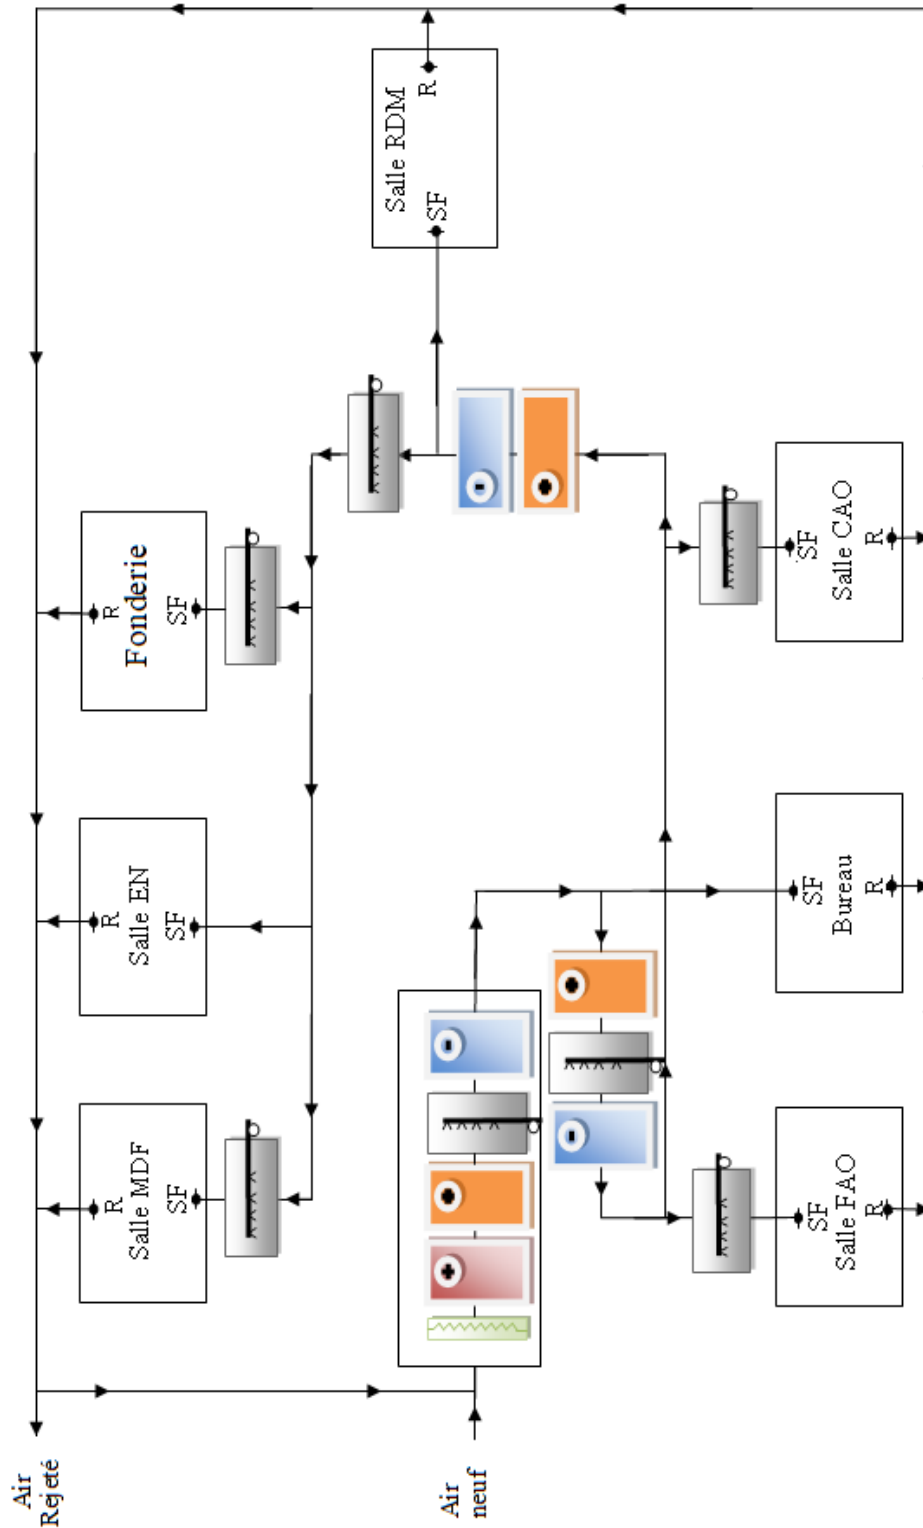 Air
Rejeté
Air
neuf
Salle MDF
R
SF
Salle EN
R
SF
Fonderie
R
SF
Salle RDM
SF
R
SF
Salle FAO
R
SF
Bureau
R
SF
Salle CAO
R